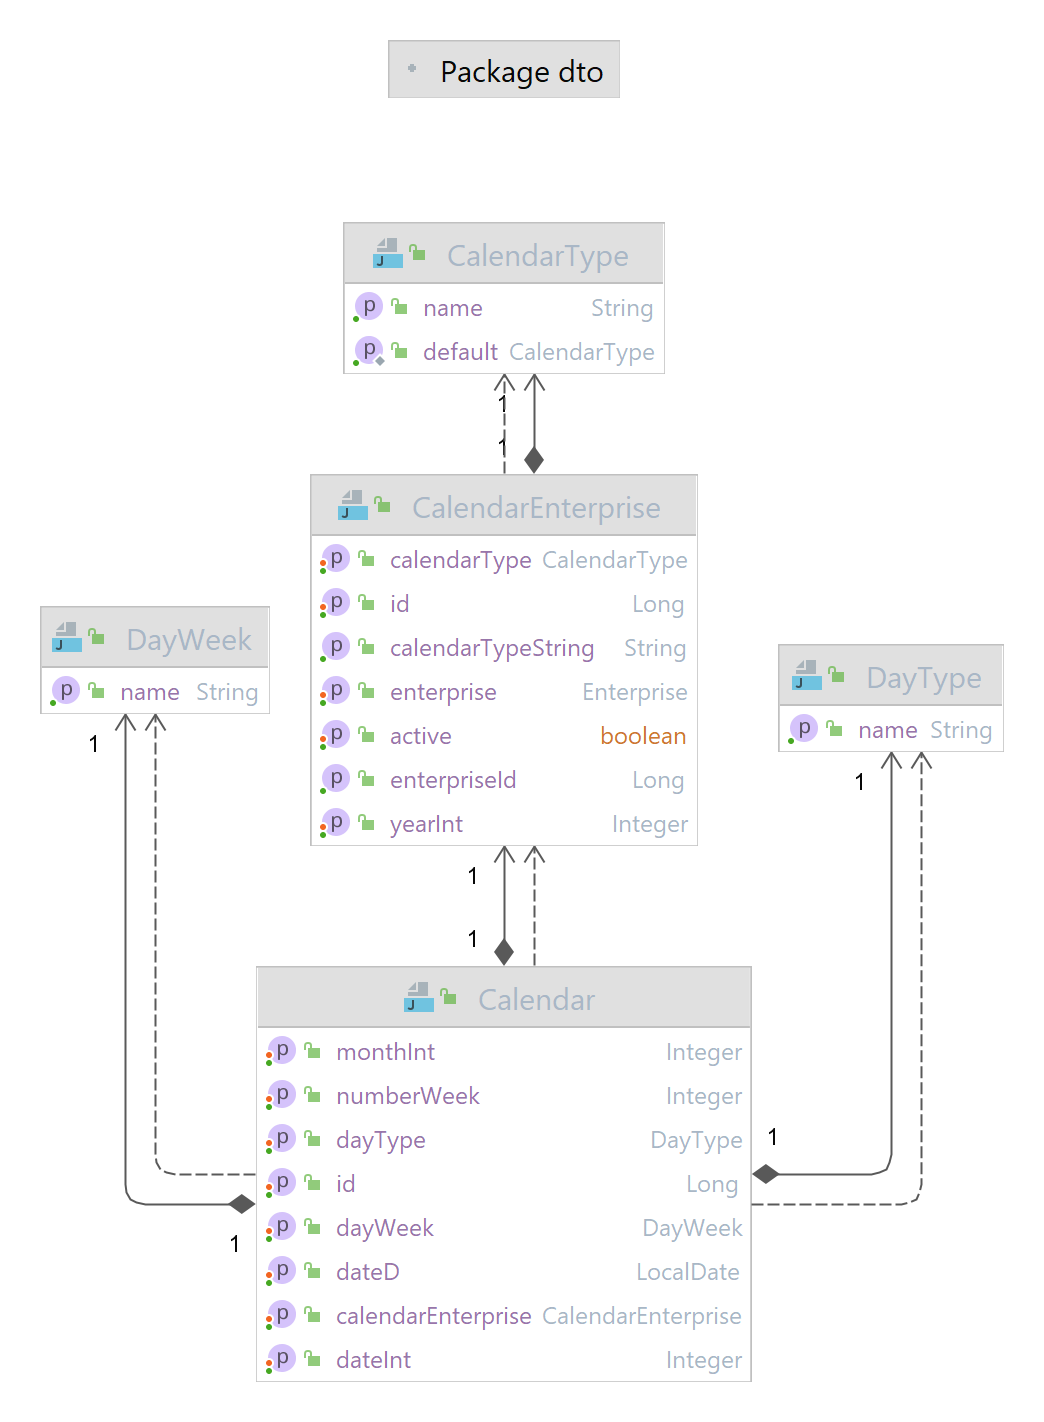 Package dto
J CalendarType
p name String
p default CalendarType
1
1
J CalendarEnterprise
p calendarType CalendarType
p id Long
p calendarTypeString String
p enterprise Enterprise
p active boolean
p enterpriseId Long
p yearInt Integer
J DayWeek
p name String
1
J DayType
p name String
1
1
1
J Calendar
p monthInt Integer
p numberWeek Integer
p dayType DayType
p id Long
p dayWeek DayWeek
p dateD LocalDate
p calendarEnterprise CalendarEnterprise
p dateInt Integer
1
1